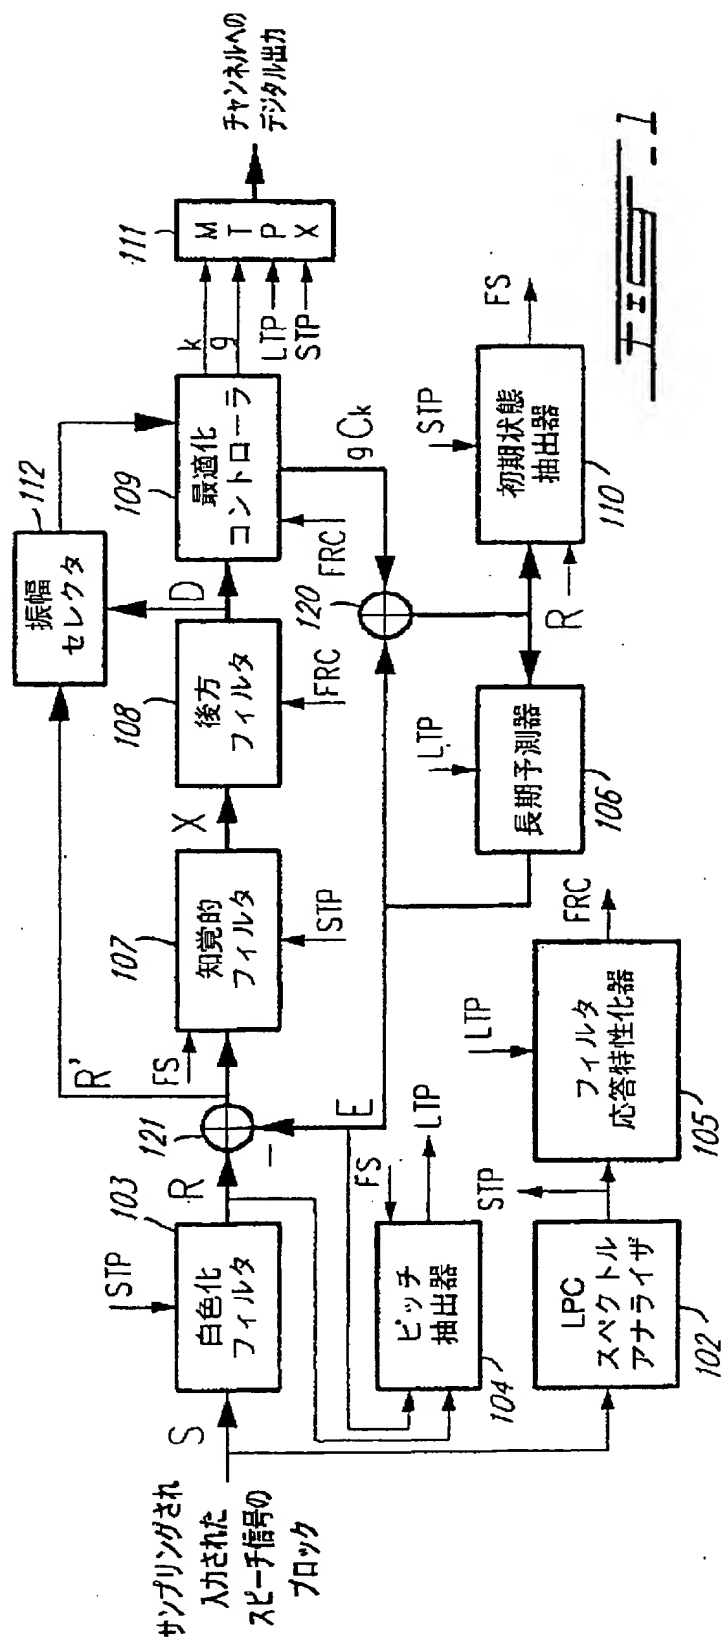 サンプリングされ
入力された
スピーチ信号の
ブロック
S
STP
103
白色化
フィルタ
R
121
−
R'
FS
107
知覚的
フィルタ
STP
X
108
後方
フィルタ
FRC
D
112
振幅
セレクタ
109
最適化
コントローラ
FRC
k
g
LTP
STP
111
M
T
P
X
チャンネルへの
デジタル出力
E
FS
ピッチ
抽出器
104
LTP
gCk
120
LTP
長期予測器
106
R
STP
初期状態
抽出器
110
FS
LPC
スペクトル
アナライザ
102
STP
LTP
フィルタ
応答特性化器
105
FRC